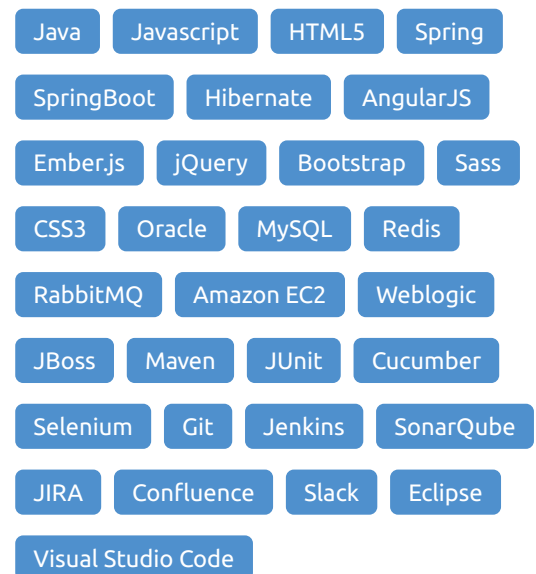 Java Javascript HTML5 Spring
SpringBoot Hibernate AngularJS
Ember.js jQuery Bootstrap Sass
CSS3 Oracle MySQL Redis
RabbitMQ Amazon EC2 Weblogic
JBoss Maven JUnit Cucumber
Selenium Git Jenkins SonarQube
JIRA Confluence Slack Eclipse
Visual Studio Code